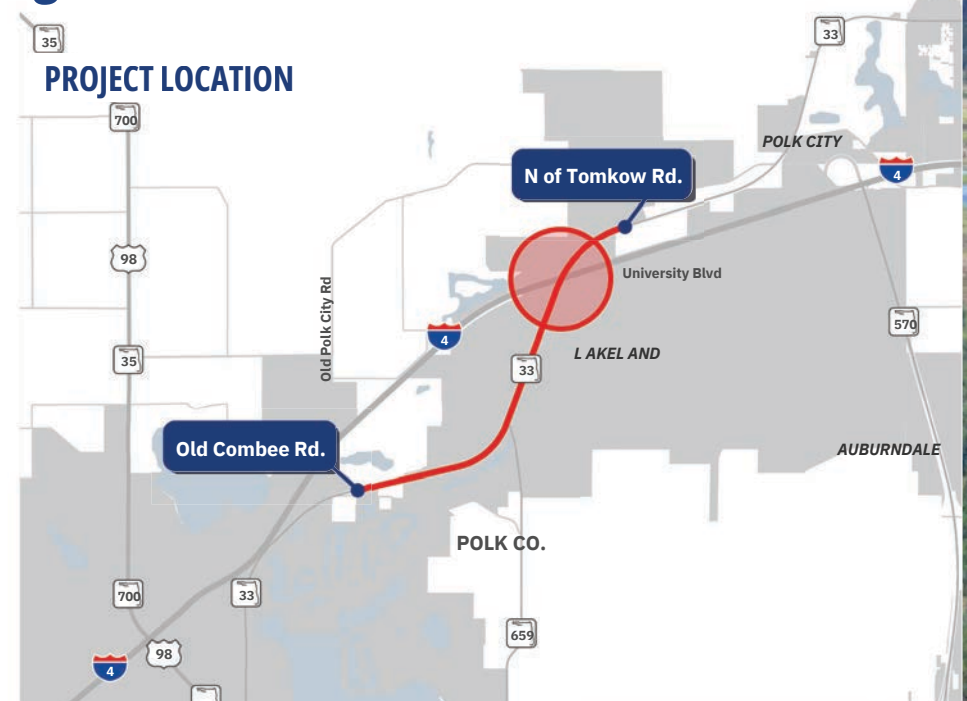 35
33
PROJECT LOCATION
700
POLK CITY
4
N of Tomkow Rd.
98
University Blvd
Old Polk City Rd
570
4
35
33
L AKEL AND
Old Combee Rd.
AUBURNDALE
POLK CO.
700
33
659
98
4